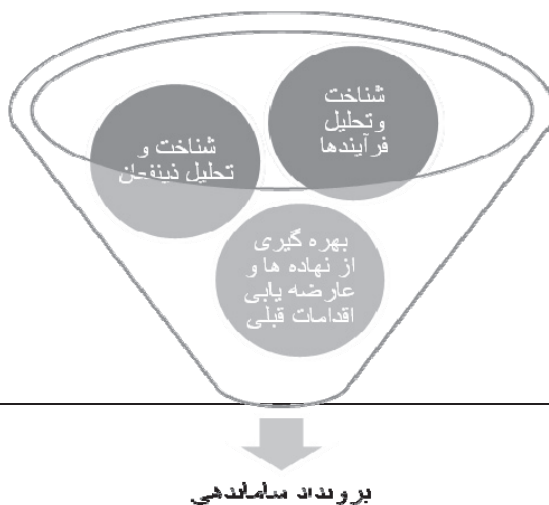 شناخت
وتحلیل
فرآیندها
شناخت و
تحلیل ذینفعان
بهره گیری
از نهاده ها و
عارضه یابی
اقدامات قبلی
برونداد ساماندهی